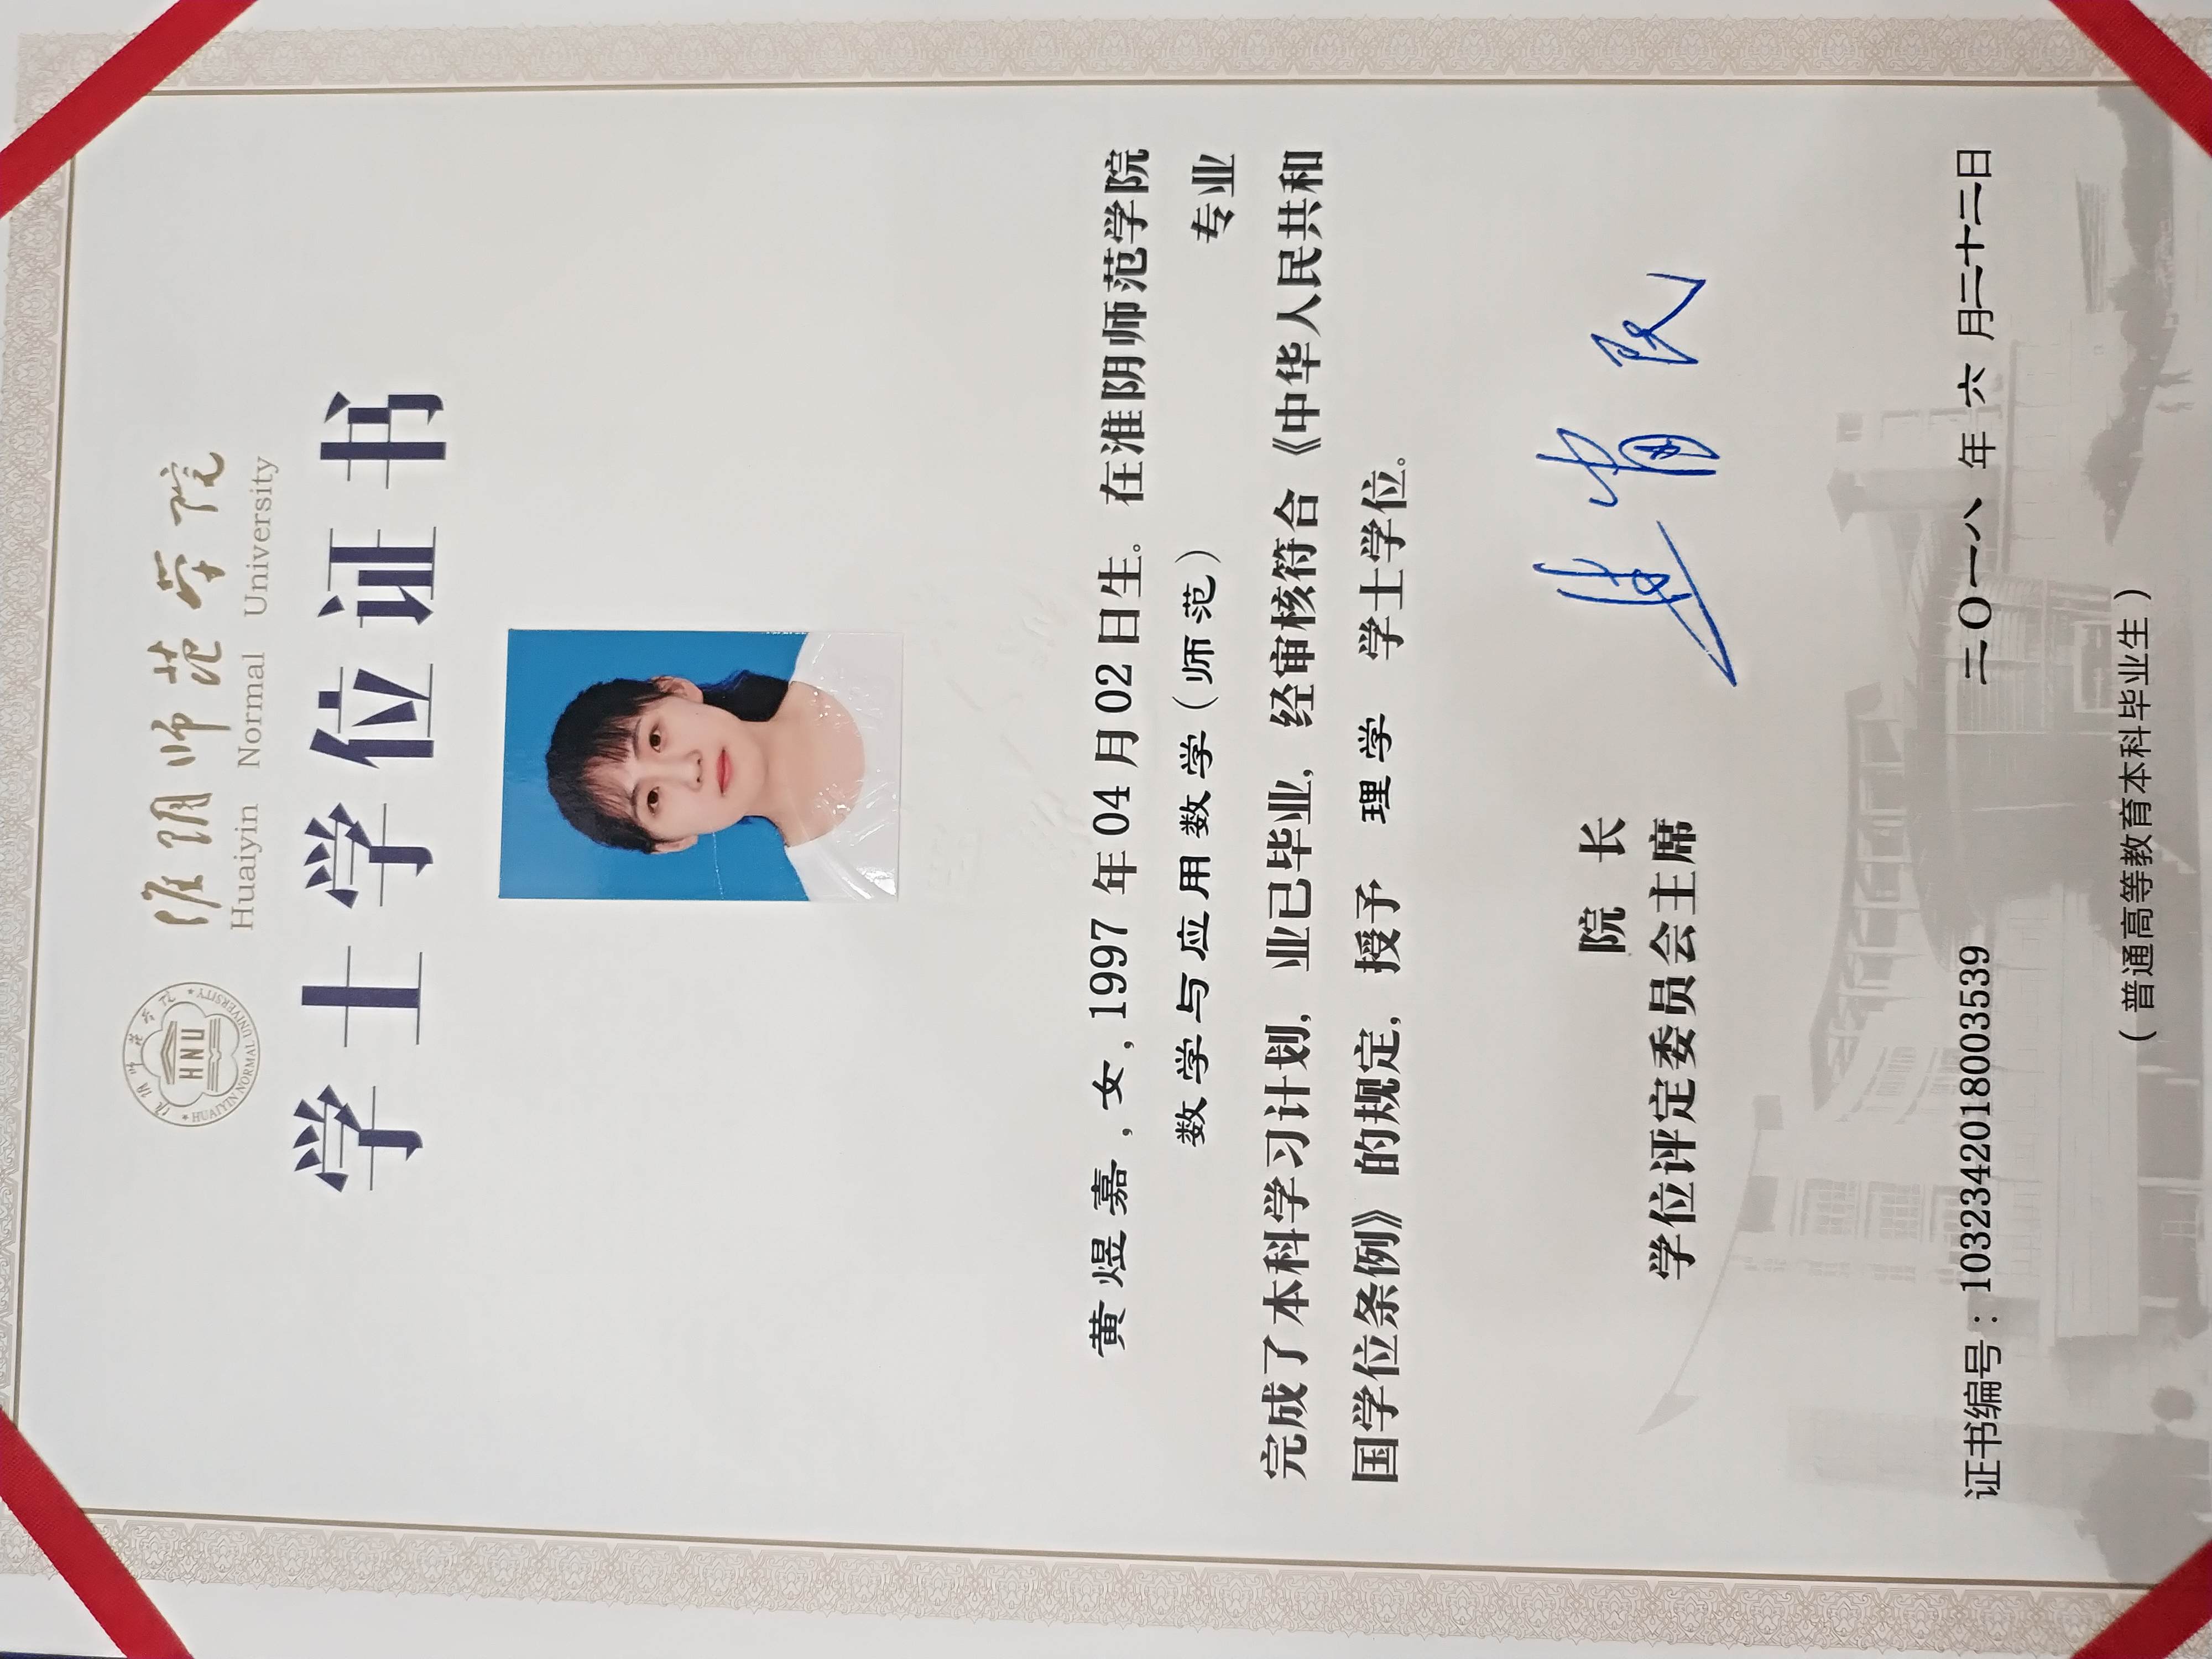 淮阴师范学院
Huaiyin Normal University
HNU
HUAIYIN NORMAL UNIVERSITY
学士学位证书
黄煜嘉,女,1997年04月02日生。在淮阴师范学院
数学与应用数学(师范) 专业
完成了本科学习计划,业已毕业,经审核符合《中华人民共和
国学位条例》的规定,授予 理学 学士学位。
院 长
学位评定委员会主席
证书编号:1032342018003539 二〇一八年六月二十二日
(普通高等教育本科毕业生)